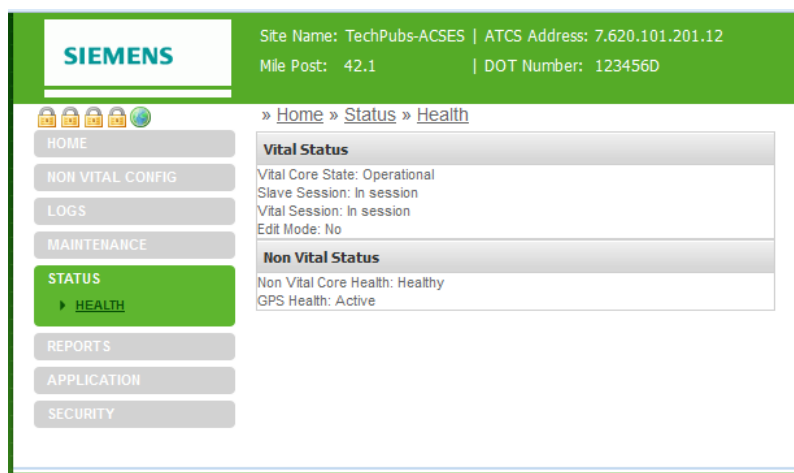 SIEMENS
Site Name: TechPubs-ACSES | ATCS Address: 7.620.101.201.12
Mile Post: 42.1 | DOT Number: 123456D
» Home » Status » Health
HOME
NON VITAL CONFIG
LOGS
MAINTENANCE
STATUS
HEALTH
REPORTS
APPLICATION
SECURITY
Vital Status
Vital Core State: Operational
Slave Session: In session
Vital Session: In session
Edit Mode: No
Non Vital Status
Non Vital Core Health: Healthy
GPS Health: Active